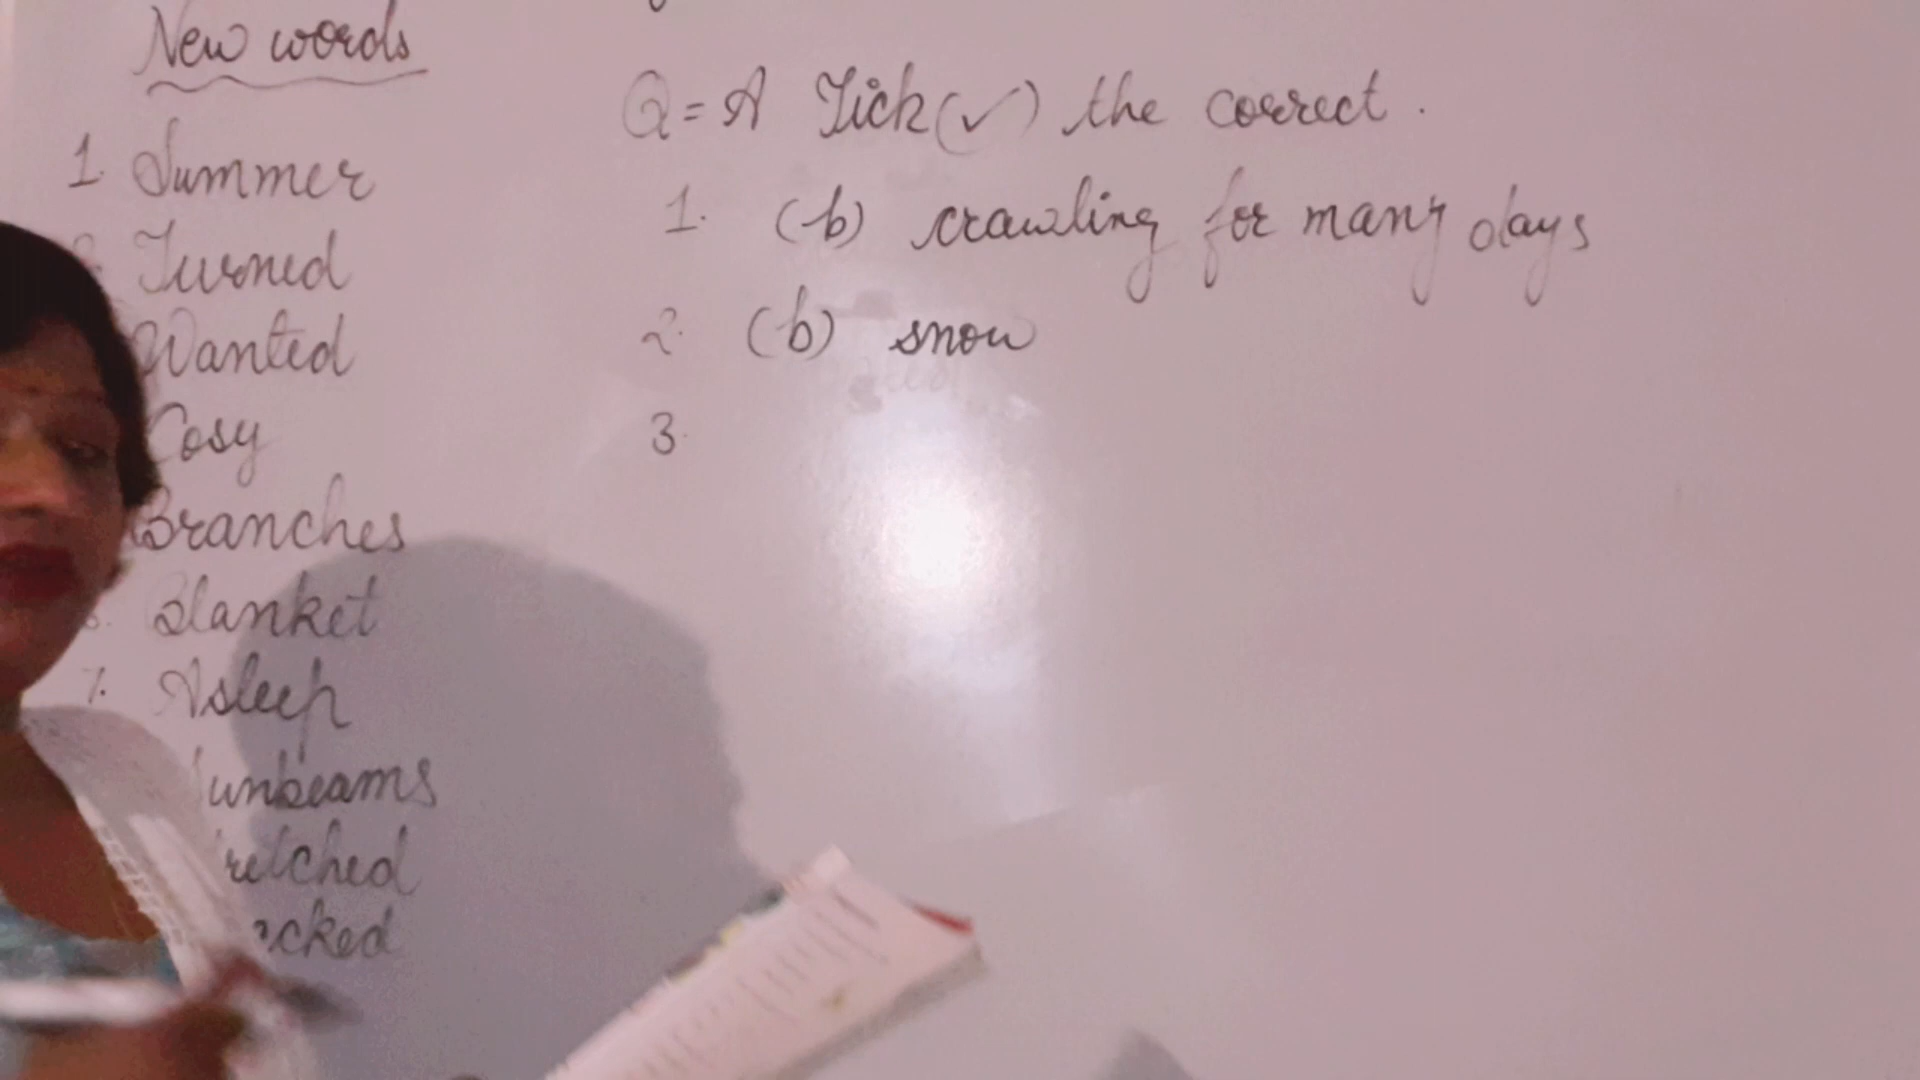 New words
1. Summer
Turned
Wanted
Cosy
Branches
Blanket
7. Asleep
unbeams
retched
cked
Q=A Tick(✓) the correct.
1. (b) crawling for many days
2. (b) snow
3.